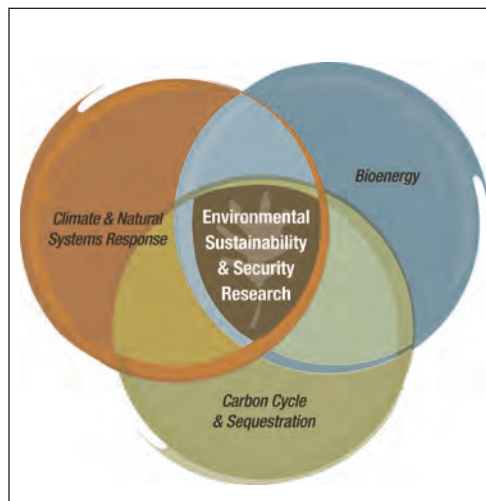 Bioenergy
Climate & Natural
Systems Response
Environmental
Sustainability
& Security
Research
Carbon Cycle
& Sequestration